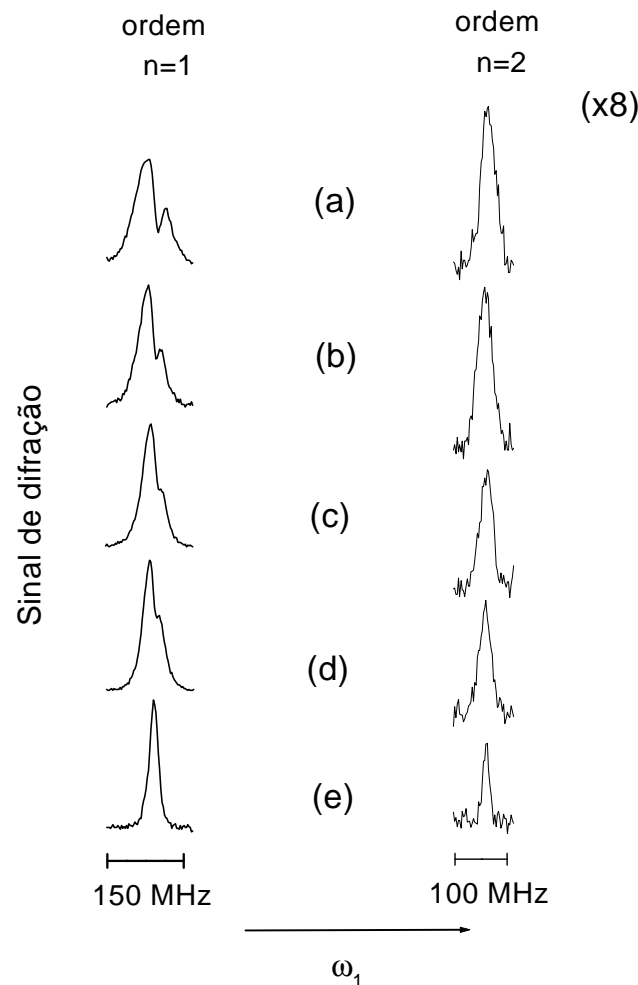 ordem
n=1
ordem
n=2
(x8)
(a)
(b)
(c)
(d)
(e)
Sinal de difração
150 MHz
100 MHz
ω₁